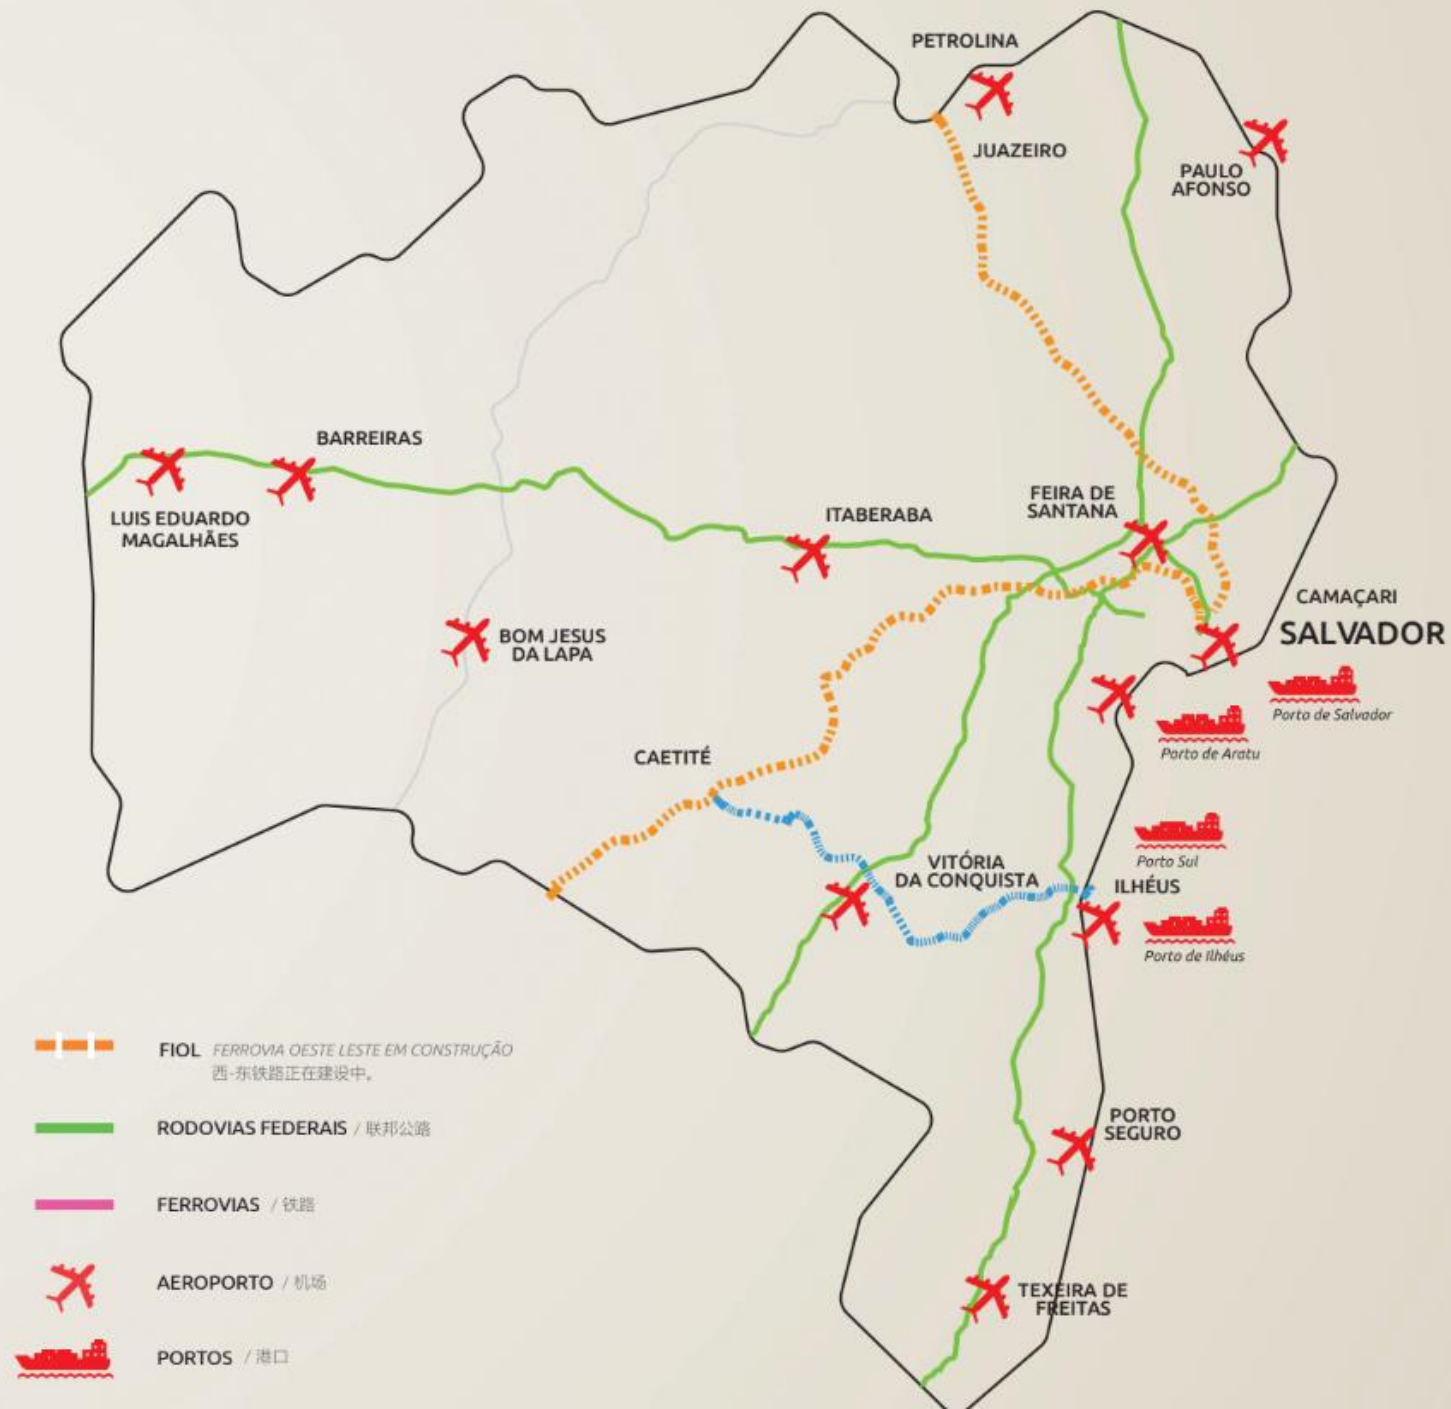 PETROLINA
JUAZEIRO
PAULO
AFONSO
BARREIRAS
LUIS EDUARDO
MAGALHÃES
ITABERABA
FEIRA DE
SANTANA
CAMAÇARI
SALVADOR
BOM JESUS
DA LAPA
Porto de Salvador
Porto de Aratu
CAETITÉ
Porto Sul
VITÓRIA
DA CONQUISTA
ILHÉUS
Porto de Ilhéus
PORTO
SEGURO
TEXEIRA DE
FREITAS
FIOL FERROVIA OESTE LESTE EM CONSTRUÇÃO
西-东铁路正在建设中。
RODOVIAS FEDERAIS / 联邦公路
FERROVIAS / 铁路
AEROPORTO / 机场
PORTOS / 港口